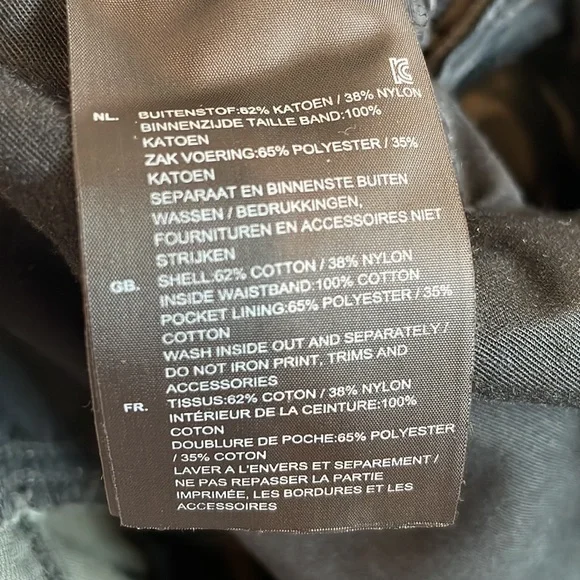 NL. BUITENSTOF:62% KATOEN / 38% NYLON
BINNENZIJDE TAILLE BAND:100%
KATOEN
ZAK VOERING:65% POLYESTER / 35%
KATOEN
SEPARAAT EN BINNENSTE BUITEN
WASSEN / BEDRUKKINGEN,
FOURNITUREN EN ACCESSOIRES NIET
STRIJKEN
GB. SHELL:62% COTTON / 38% NYLON
INSIDE WAISTBAND:100% COTTON
POCKET LINING:65% POLYESTER / 35%
COTTON
WASH INSIDE OUT AND SEPARATELY /
DO NOT IRON PRINT, TRIMS AND
ACCESSORIES
FR. TISSUS:62% COTON / 38% NYLON
INTÉRIEUR DE LA CEINTURE:100%
COTON
DOUBLURE DE POCHE:65% POLYESTER
/ 35% COTON
LAVER A L'ENVERS ET SEPAREMENT /
NE PAS REPASSER LA PARTIE
IMPRIMÉE, LES BORDURES ET LES
ACCESSOIRES